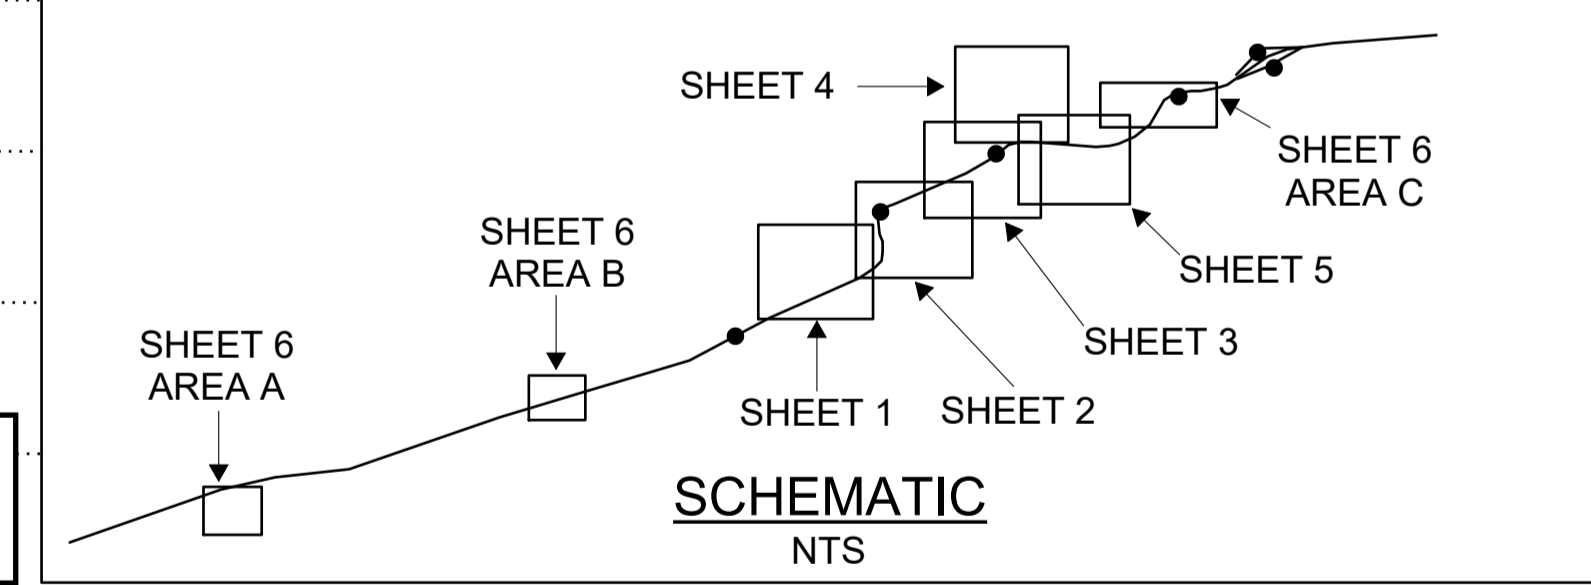 SHEET 4
SHEET 6
AREA C
SHEET 6
AREA B
SHEET 5
SHEET 3
SHEET 6
AREA A
SHEET 1
SHEET 2
SCHEMATIC
NTS